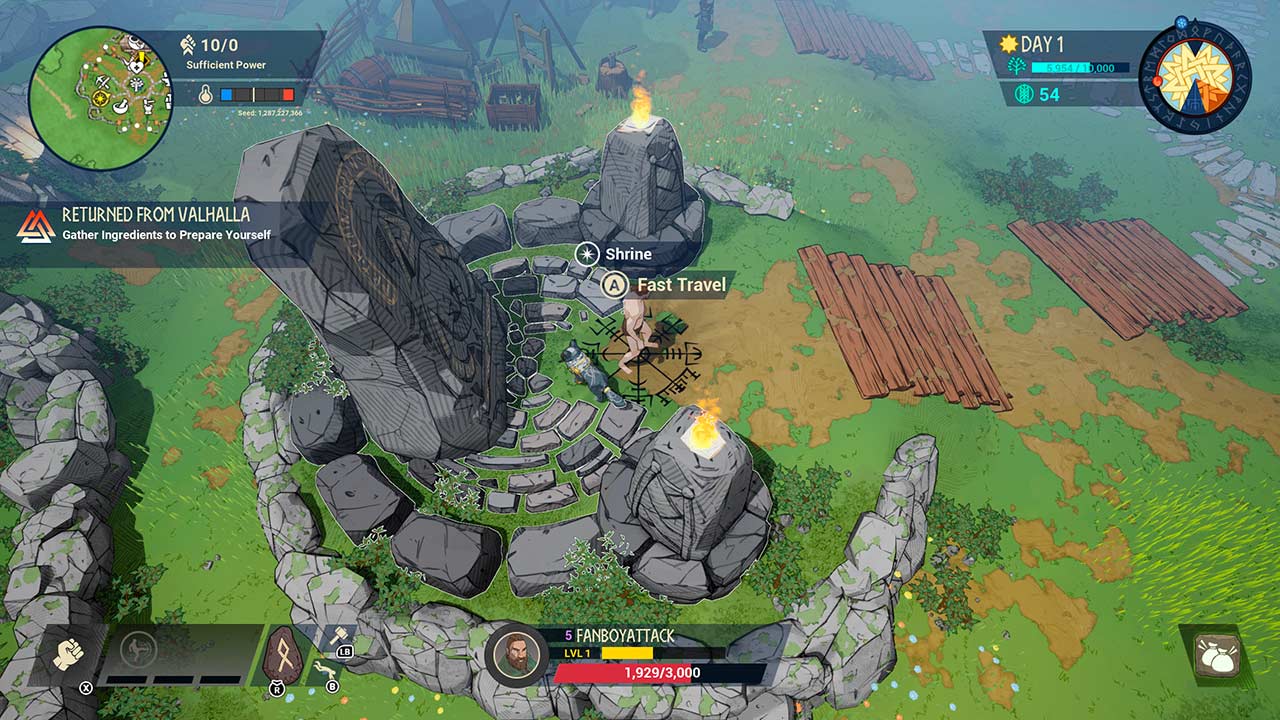 10/0
Sufficient Power
Seed: 1,287,227,366
DAY 1
5,954 / 10,000
54
RETURNED FROM VALHALLA
Gather Ingredients to Prepare Yourself
Shrine
A Fast Travel
5 FANBOYATTACK
LVL 1
1,929/3,000
X
R
LB
B